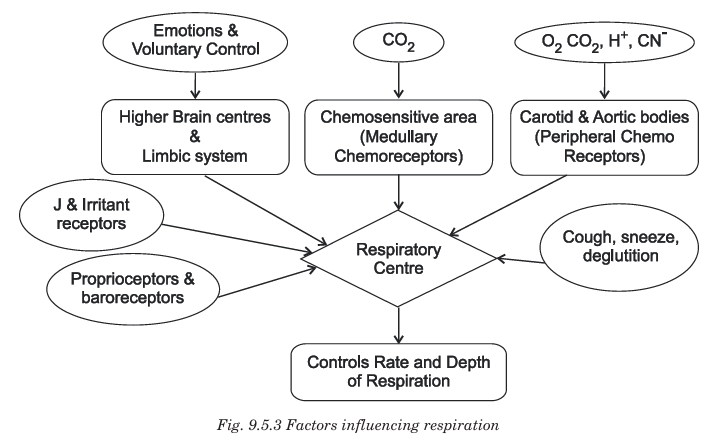 Emotions &
Voluntary Control
CO₂
O₂ CO₂, H⁺, CN⁻
Higher Brain centres
&
Limbic system
Chemosensitive area
(Medullary
Chemoreceptors)
Carotid & Aortic bodies
(Peripheral Chemo
Receptors)
J & Irritant
receptors
Respiratory
Centre
Cough, sneeze,
deglutition
Proprioceptors &
baroreceptors
Controls Rate and Depth
of Respiration
Fig. 9.5.3 Factors influencing respiration